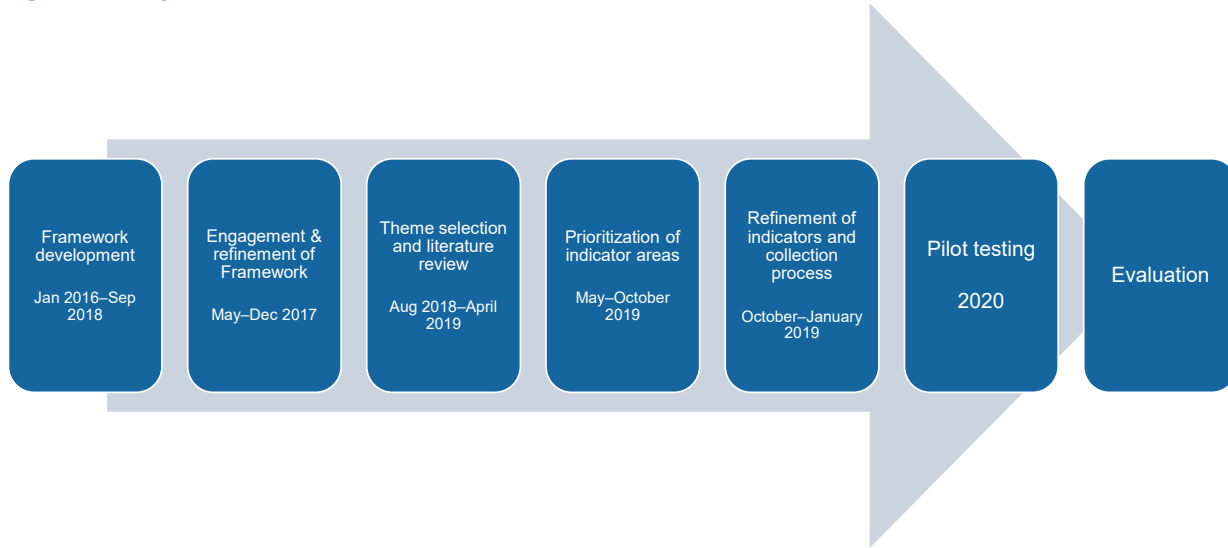 Framework
development
Jan 2016–Sep
2018
Engagement &
refinement of
Framework
May–Dec 2017
Theme selection
and literature
review
Aug 2018–April
2019
Prioritization of
indicator areas
May–October
2019
Refinement of
indicators and
collection
process
October–January
2019
Pilot testing
2020
Evaluation